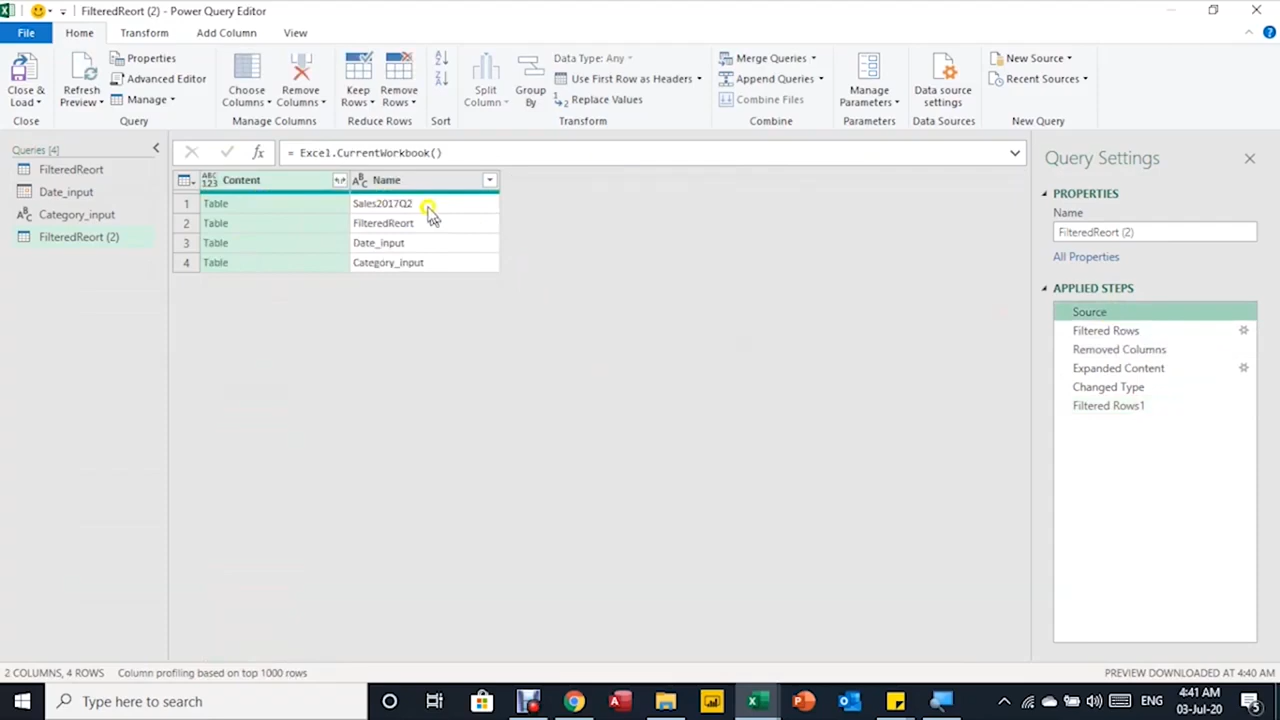 FilteredReort (2) - Power Query Editor
File
Home
Transform
Add Column
View
Close & Load
Close
Refresh Preview
Properties
Advanced Editor
Manage
Query
Choose Columns
Remove Columns
Manage Columns
Keep Rows
Remove Rows
Reduce Rows
Sort
Split Column
Group By
Data Type: Any
Use First Row as Headers
Replace Values
Transform
Merge Queries
Append Queries
Combine Files
Combine
Manage Parameters
Parameters
Data source settings
Data Sources
New Source
Recent Sources
New Query
Queries [4]
FilteredReort
Date_input
Category_input
FilteredReort (2)
= Excel.CurrentWorkbook()
Content Name
1 Table Sales2017Q2
2 Table FilteredReort
3 Table Date_input
4 Table Category_input
Query Settings
PROPERTIES
Name
FilteredReort (2)
All Properties
APPLIED STEPS
Source
Filtered Rows
Removed Columns
Expanded Content
Changed Type
Filtered Rows1
2 COLUMNS, 4 ROWS Column profiling based on top 1000 rows
PREVIEW DOWNLOADED AT 4:40 AM
Type here to search
ENG
4:41 AM
03-Jul-20
5